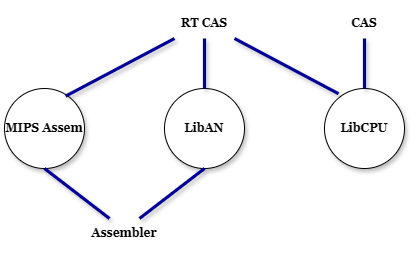 RT CAS
CAS
MIPS Assem
LibAN
LibCPU
Assembler